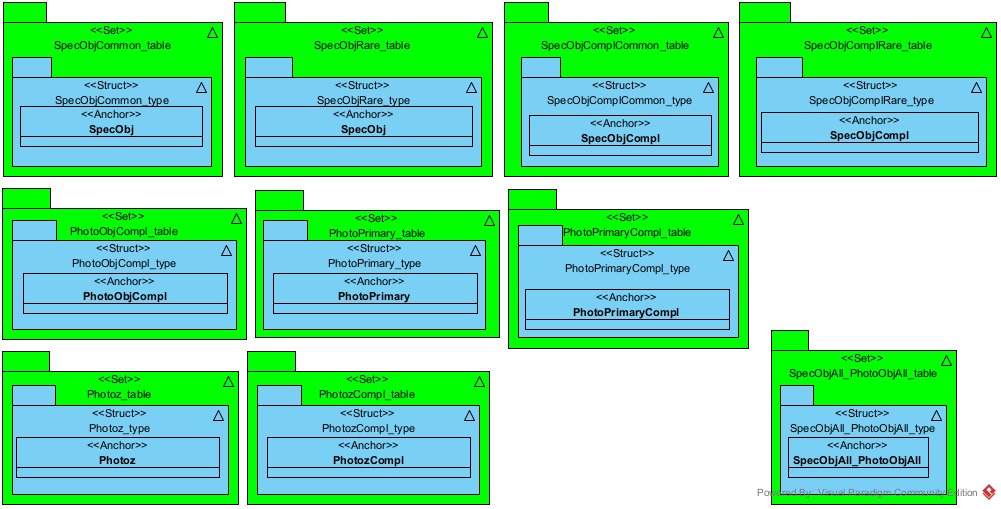 <<Set>>
SpecObjCommon_table
<<Struct>>
SpecObjCommon_type
<<Anchor>>
SpecObj
<<Set>>
SpecObjRare_table
<<Struct>>
SpecObjRare_type
<<Anchor>>
SpecObj
<<Set>>
SpecObjComplCommon_table
<<Struct>>
SpecObjComplCommon_type
<<Anchor>>
SpecObjCompl
<<Set>>
SpecObjComplRare_table
<<Struct>>
SpecObjComplRare_type
<<Anchor>>
SpecObjCompl
<<Set>>
PhotoObjCompl_table
<<Struct>>
PhotoObjCompl_type
<<Anchor>>
PhotoObjCompl
<<Set>>
PhotoPrimary_table
<<Struct>>
PhotoPrimary_type
<<Anchor>>
PhotoPrimary
<<Set>>
PhotoPrimaryCompl_table
<<Struct>>
PhotoPrimaryCompl_type
<<Anchor>>
PhotoPrimaryCompl
<<Set>>
Photoz_table
<<Struct>>
Photoz_type
<<Anchor>>
Photoz
<<Set>>
PhotozCompl_table
<<Struct>>
PhotozCompl_type
<<Anchor>>
PhotozCompl
<<Set>>
SpecObjAll_PhotoObjAll_table
<<Struct>>
SpecObjAll_PhotoObjAll_type
<<Anchor>>
SpecObjAll_PhotoObjAll
Powered By: Visual Paradigm Community Edition